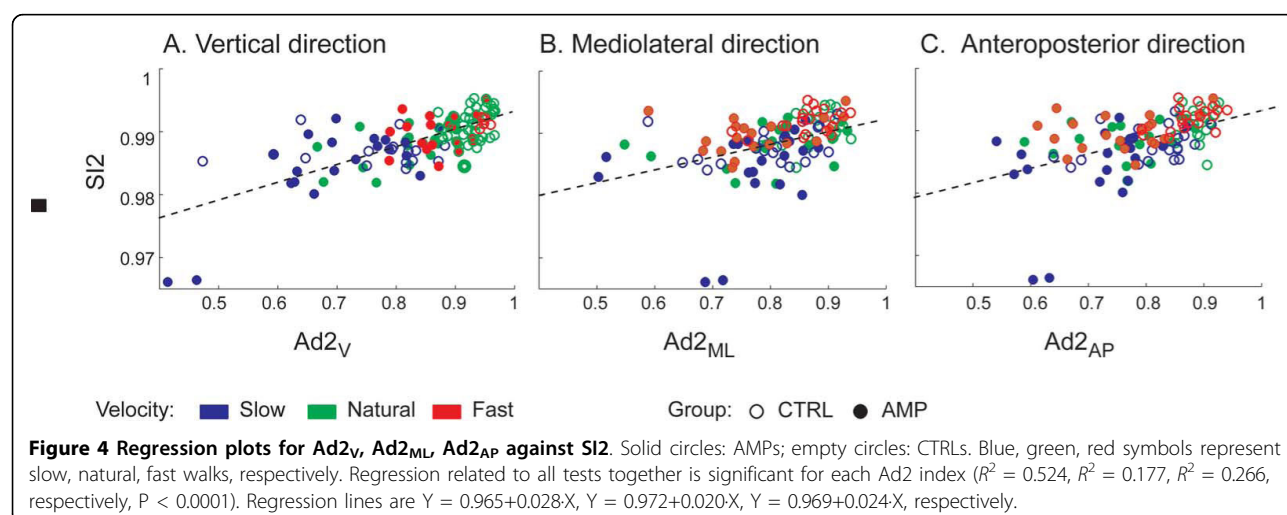 A. Vertical direction
B. Mediolateral direction
C. Anteroposterior direction
1
0.99
0.98
0.97
SI2
0.5 0.6 0.7 0.8 0.9 1
0.5 0.6 0.7 0.8 0.9 1
0.5 0.6 0.7 0.8 0.9 1
Ad2V
Ad2ML
Ad2AP
Velocity: Slow Natural Fast Group: CTRL AMP
Figure 4 Regression plots for Ad2V, Ad2ML, Ad2AP against SI2. Solid circles: AMPs; empty circles: CTRLs. Blue, green, red symbols represent
slow, natural, fast walks, respectively. Regression related to all tests together is significant for each Ad2 index (R² = 0.524, R² = 0.177, R² = 0.266,
respectively, P < 0.0001). Regression lines are Y = 0.965+0.028·X, Y = 0.972+0.020·X, Y = 0.969+0.024·X, respectively.